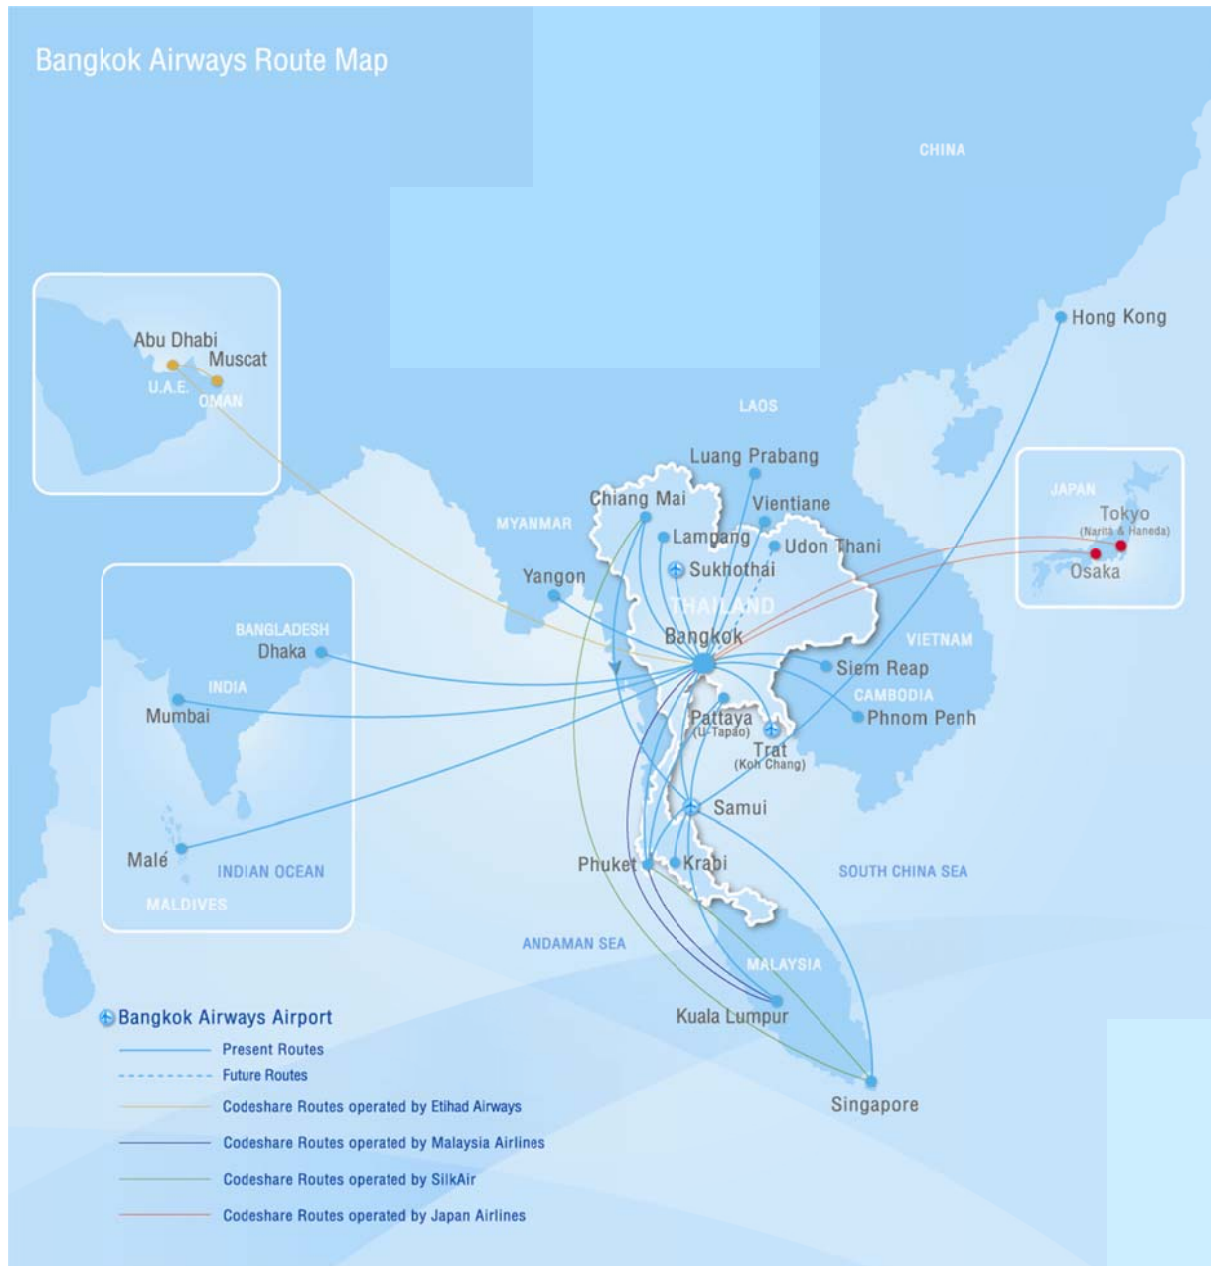 Bangkok Airways Route Map
CHINA
Hong Kong
Abu Dhabi
Muscat
U.A.E.
OMAN
LAOS
Luang Prabang
Chiang Mai
Vientiane
MYANMAR
Lampang
Udon Thani
Sukhothai
Yangon
THAILAND
Bangkok
JAPAN
Tokyo
(Narita & Haneda)
Osaka
BANGLADESH
Dhaka
INDIA
Mumbai
VIETNAM
Siem Reap
CAMBODIA
Phnom Penh
Pattaya
(U-Tapao)
Trat
(Koh Chang)
Samui
Malé
INDIAN OCEAN
MALDIVES
Phuket
Krabi
SOUTH CHINA SEA
ANDAMAN SEA
MALAYSIA
Kuala Lumpur
Singapore
Bangkok Airways Airport
Present Routes
Future Routes
Codeshare Routes operated by Etihad Airways
Codeshare Routes operated by Malaysia Airlines
Codeshare Routes operated by SilkAir
Codeshare Routes operated by Japan Airlines